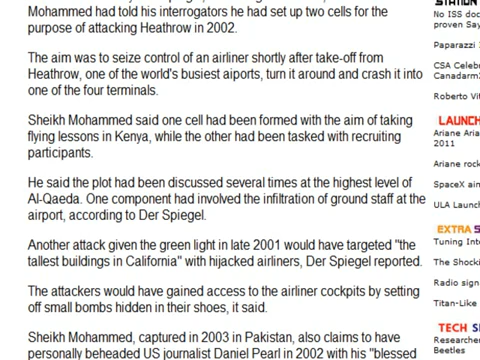 Mohammed had told his interrogators he had set up two cells for the
purpose of attacking Heathrow in 2002.
The aim was to seize control of an airliner shortly after take-off from
Heathrow, one of the world's busiest aiports, turn it around and crash it into
one of the four terminals.
Sheikh Mohammed said one cell had been formed with the aim of taking
flying lessons in Kenya, while the other had been tasked with recruiting
participants.
He said the plot had been discussed several times at the highest level of
Al-Qaeda. One component had involved the infiltration of ground staff at the
airport, according to Der Spiegel.
Another attack given the green light in late 2001 would have targeted "the
tallest buildings in California" with hijacked airliners, Der Spiegel reported.
The attackers would have gained access to the airliner cockpits by setting
off small bombs hidden in their shoes, it said.
Sheikh Mohammed, captured in 2003 in Pakistan, also claims to have
personally beheaded US journalist Daniel Pearl in 2002 with his "blessed
STATION
No ISS doc
proven Say
Paparazzi
CSA Celebr
Canadarm2
Roberto Vit
LAUNCH
Ariane Aria
2011
Ariane rock
SpaceX aim
ULA Launch
EXTRA S
Tuning Int
The Shocki
Radio sign
Titan-Like
TECH S
Researcher
Beetles